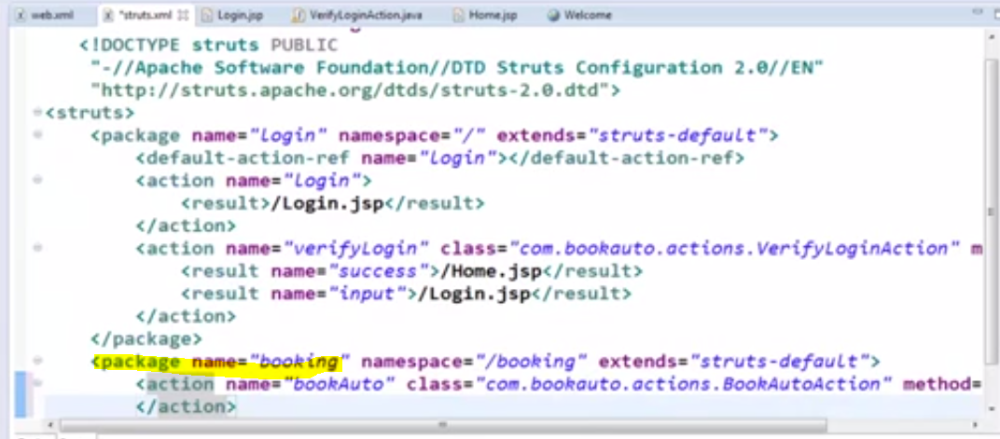 web.xml *struts.xml Login.jsp VerifyLoginAction.java Home.jsp Welcome
<!DOCTYPE struts PUBLIC
"-//Apache Software Foundation//DTD Struts Configuration 2.0//EN"
"http://struts.apache.org/dtds/struts-2.0.dtd">
<struts>
<package name="Login" namespace="/" extends="struts-default">
<default-action-ref name="Login"></default-action-ref>
<action name="Login">
<result>/Login.jsp</result>
</action>
<action name="verifyLogin" class="com.bookauto.actions.VerifyLoginAction" m
<result name="success">/Home.jsp</result>
<result name="input">/Login.jsp</result>
</action>
</package>
<package name="booking" namespace="/booking" extends="struts-default">
<action name="bookAuto" class="com.bookauto.actions.BookAutoAction" method=
</action>